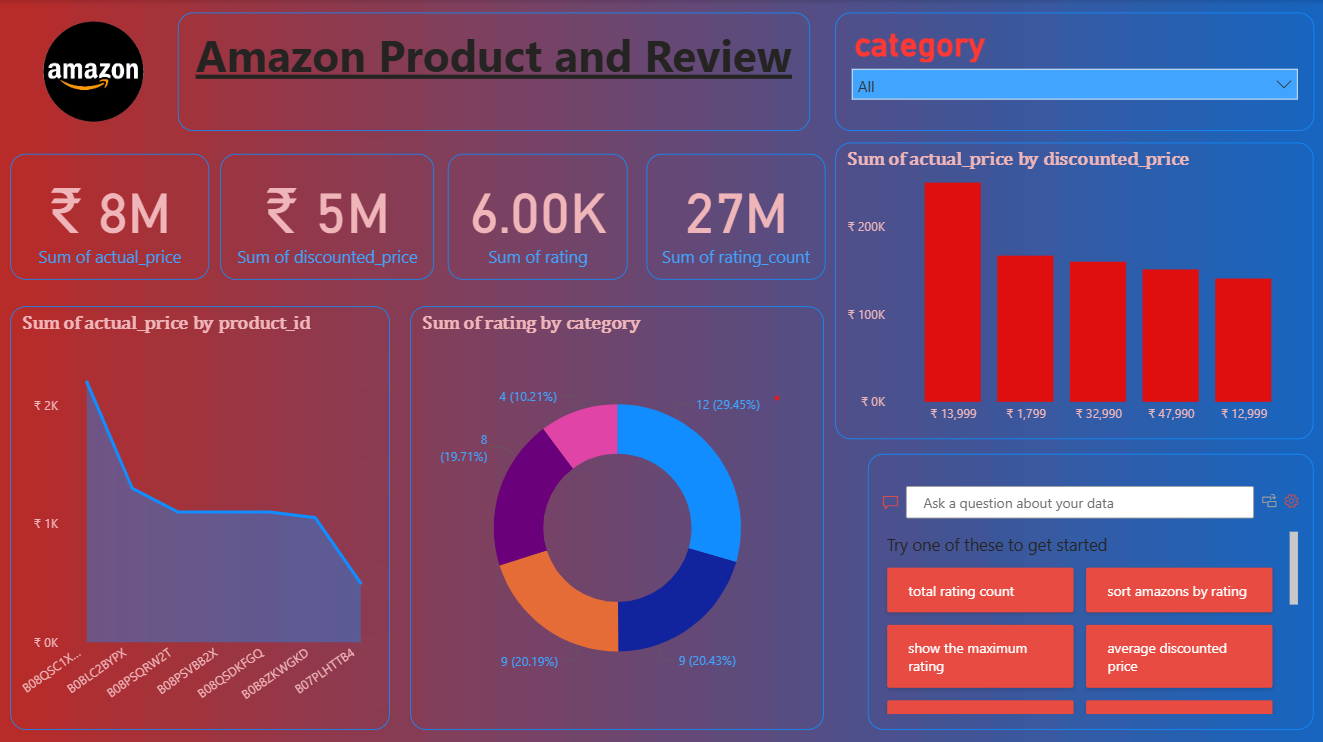 amazon
Amazon Product and Review
category
All
₹ 8M
Sum of actual_price
₹ 5M
Sum of discounted_price
6.00K
Sum of rating
27M
Sum of rating_count
Sum of actual_price by discounted_price
₹ 200K
₹ 100K
₹ 0K
₹ 13,999
₹ 1,799
₹ 32,990
₹ 47,990
₹ 12,999
Sum of actual_price by product_id
₹ 2K
₹ 1K
₹ 0K
B08QSC1X...
B0BLC2BYPX
B08PSQRW2T
B08PSVBB2X
B08QSDKFGQ
B0B8ZKWGKD
B07PLHTTB4
Sum of rating by category
4 (10.21%)
12 (29.45%)
8
(19.71%)
9 (20.19%)
9 (20.43%)
Ask a question about your data
Try one of these to get started
total rating count
sort amazons by rating
show the maximum
rating
average discounted
price